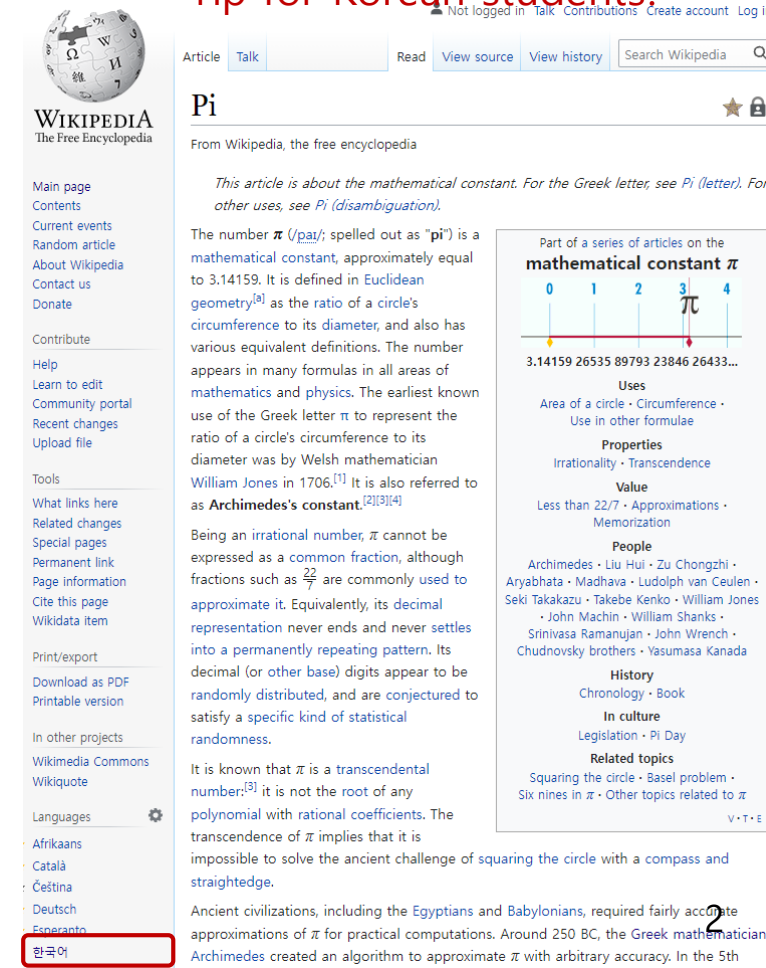 Tip for Korean students:
Not logged in Talk Contributions Create account Log i
Article Talk Read View source View history Search Wikipedia
WIKIPEDIA
The Free Encyclopedia
Main page
Contents
Current events
Random article
About Wikipedia
Contact us
Donate
Contribute
Help
Learn to edit
Community portal
Recent changes
Upload file
Tools
What links here
Related changes
Special pages
Permanent link
Page information
Cite this page
Wikidata item
Print/export
Download as PDF
Printable version
In other projects
Wikimedia Commons
Wikiquote
Languages
Afrikaans
Català
Čeština
Deutsch
Esperanto
한국어
Pi
From Wikipedia, the free encyclopedia
This article is about the mathematical constant. For the Greek letter, see Pi (letter). For
other uses, see Pi (disambiguation).
The number π (/paɪ/; spelled out as "pi") is a
mathematical constant, approximately equal
to 3.14159. It is defined in Euclidean
geometry[a] as the ratio of a circle's
circumference to its diameter, and also has
various equivalent definitions. The number
appears in many formulas in all areas of
mathematics and physics. The earliest known
use of the Greek letter π to represent the
ratio of a circle's circumference to its
diameter was by Welsh mathematician
William Jones in 1706.[1] It is also referred to
as Archimedes's constant.[2][3][4]
Being an irrational number, π cannot be
expressed as a common fraction, although
fractions such as 22/7 are commonly used to
approximate it. Equivalently, its decimal
representation never ends and never settles
into a permanently repeating pattern. Its
decimal (or other base) digits appear to be
randomly distributed, and are conjectured to
satisfy a specific kind of statistical
randomness.
It is known that π is a transcendental
number:[3] it is not the root of any
polynomial with rational coefficients. The
transcendence of π implies that it is
impossible to solve the ancient challenge of squaring the circle with a compass and
straightedge.
Ancient civilizations, including the Egyptians and Babylonians, required fairly accurate
approximations of π for practical computations. Around 250 BC, the Greek mathematician
Archimedes created an algorithm to approximate π with arbitrary accuracy. In the 5th
Part of a series of articles on the
mathematical constant π
0 1 2 3 4
π
3.14159 26535 89793 23846 26433...
Uses
Area of a circle · Circumference ·
Use in other formulae
Properties
Irrationality · Transcendence
Value
Less than 22/7 · Approximations ·
Memorization
People
Archimedes · Liu Hui · Zu Chongzhi ·
Aryabhata · Madhava · Ludolph van Ceulen ·
Seki Takakazu · Takebe Kenko · William Jones
· John Machin · William Shanks ·
Srinivasa Ramanujan · John Wrench ·
Chudnovsky brothers · Yasumasa Kanada
History
Chronology · Book
In culture
Legislation · Pi Day
Related topics
Squaring the circle · Basel problem ·
Six nines in π · Other topics related to π
V · T · E
2